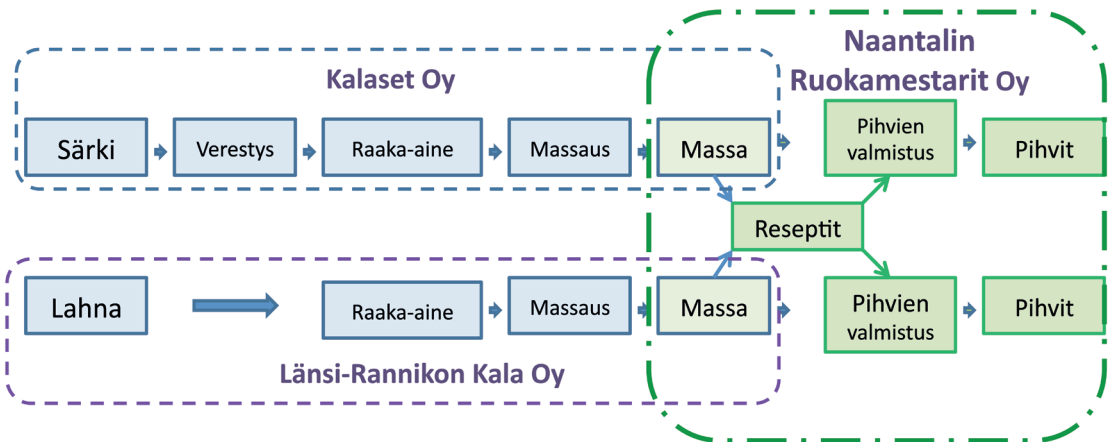 Naantalin
Ruokamestarit Oy
Kalaset Oy
Särki
Verestys
Raaka-aine
Massaus
Massa
Pihvien
valmistus
Pihvit
Reseptit
Lahna
Raaka-aine
Massaus
Massa
Pihvien
valmistus
Pihvit
Länsi-Rannikon Kala Oy